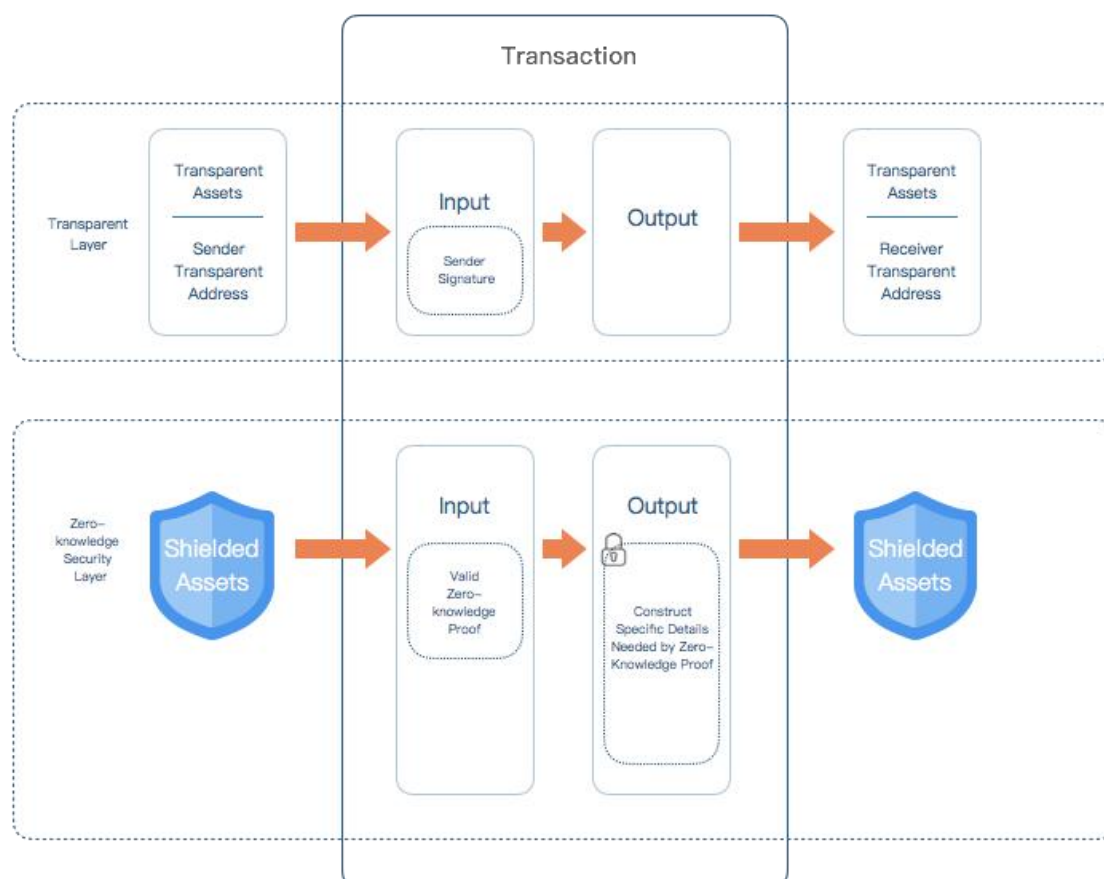 Transaction
Transparent
Layer
Transparent
Assets
Sender
Transparent
Address
Input
Sender
Signature
Output
Transparent
Assets
Receiver
Transparent
Address
Zero–
knowledge
Security
Layer
Shielded
Assets
Input
Valid
Zero–
knowledge
Proof
Output
Construct
Specific Details
Needed by Zero–
Knowledge Proof
Shielded
Assets